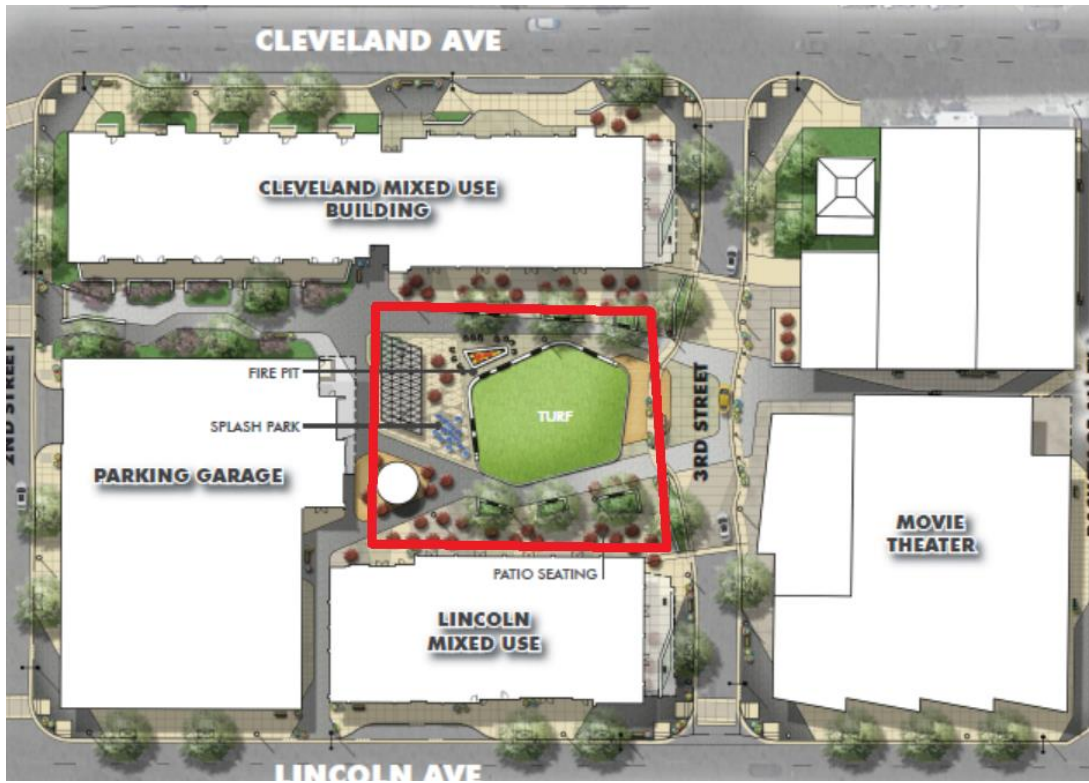 CLEVELAND AVE
CLEVELAND MIXED USE
BUILDING
FIRE PIT
TURF
SPLASH PARK
2ND STREET
3RD STREET
PARKING GARAGE
MOVIE
THEATER
PATIO SEATING
LINCOLN
MIXED USE
LINCOLN AVE